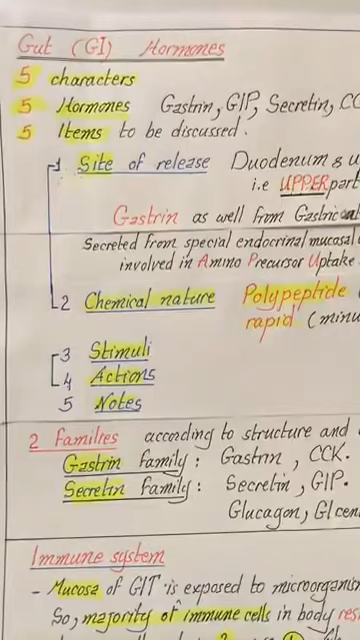 Gut (GI) Hormones
5 characters
5 Hormones Gastrin, GIP, Secretin, CC
5 Items to be discussed.
1 Site of release Duodenum & u
i.e UPPER part
Gastrin as well from Gastric ant
Secreted from special endocrinal mucosal
involved in Amino Precursor Uptake
2 Chemical nature Polypeptide
rapid (minu
3 Stimuli
4 Actions
5 Notes
2 Families according to structure and
Gastrin family: Gastrin, CCK.
Secretin family: Secretin, GIP.
Glucagon, Glicen
Immune system
- Mucosa of GIT is exposed to microorganism
So, majority of immune cells in body res